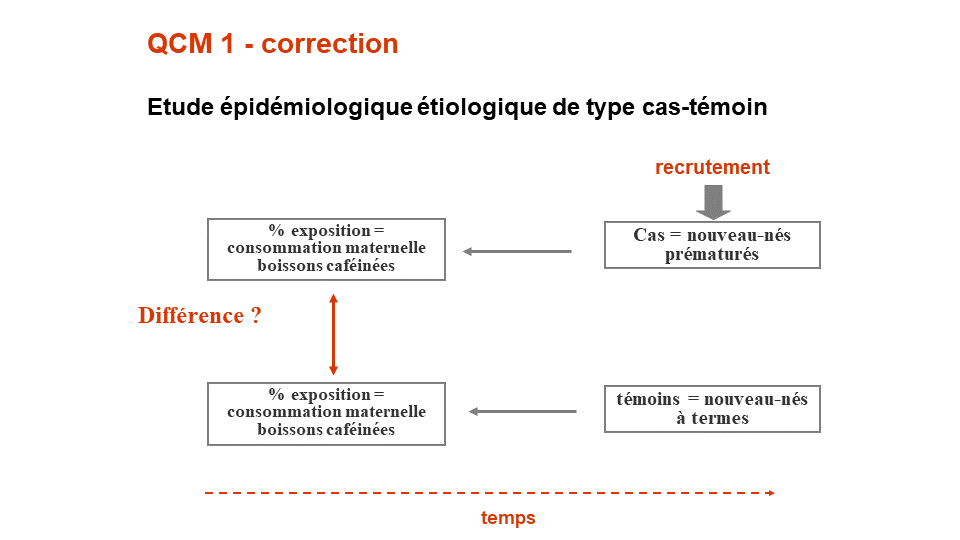 QCM 1 - correction
Etude épidémiologique étiologique de type cas-témoin
recrutement
% exposition =
consommation maternelle
boissons caféinées
Cas = nouveau-nés
prématurés
Différence ?
% exposition =
consommation maternelle
boissons caféinées
témoins = nouveau-nés
à termes
temps